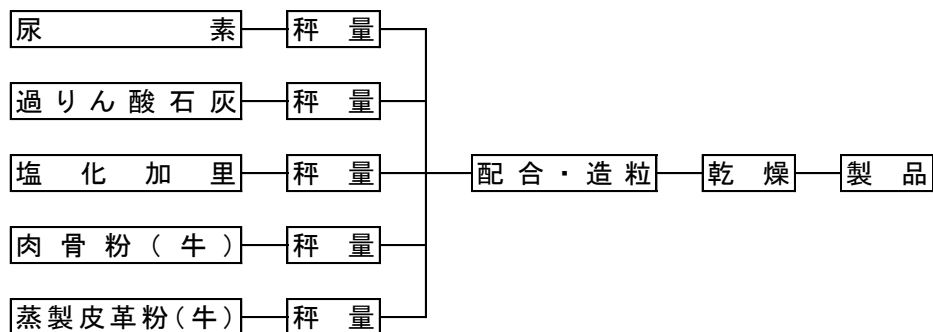 尿素 秤量
過りん酸石灰 秤量
塩化加里 秤量 配合・造粒 乾燥 製品
肉骨粉(牛) 秤量
蒸製皮革粉(牛) 秤量